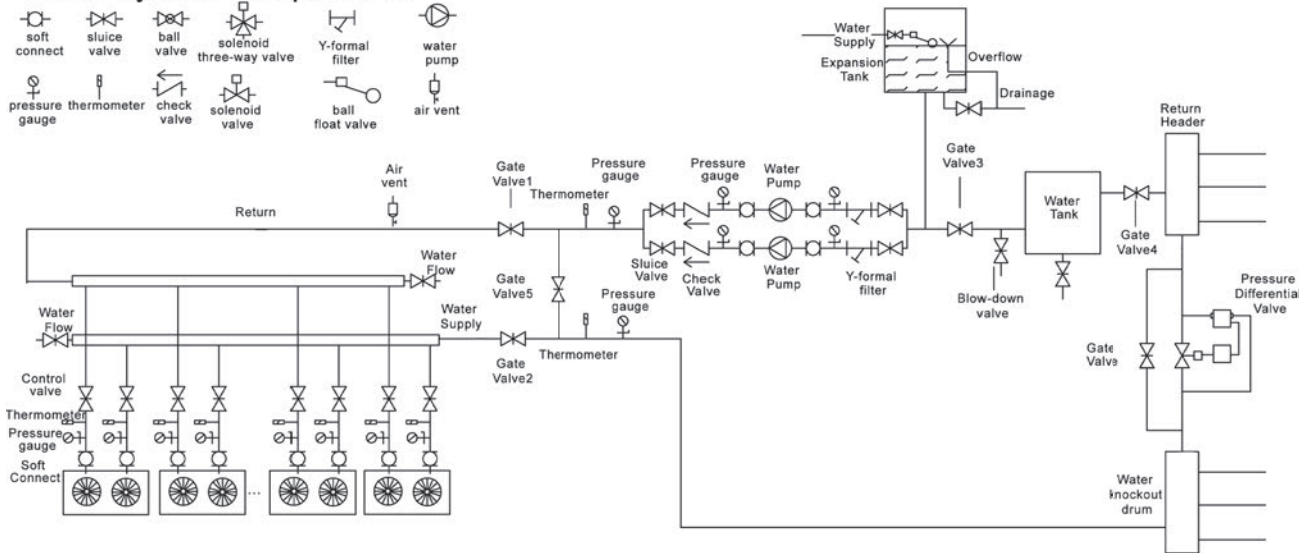 soft
connect
sluice
valve
ball
valve
solenoid
three-way valve
Y-formal
filter
water
pump
pressure
gauge
thermometer
check
valve
solenoid
valve
ball
float valve
air vent
Water
Supply
Expansion
Tank
Overflow
Drainage
Return
Header
Air
vent
Return
Gate
Valve1
Thermometer
Pressure
gauge
Pressure
gauge
Water
Pump
Gate
Valve3
Water
Tank
Gate
Valve4
Water
Flow
Gate
Valve5
Sluice
Valve
Check
Valve
Water
Pump
Y-formal
filter
Blow-down
valve
Pressure
Differential
Valve
Water
Flow
Water
Supply
Pressure
gauge
Gate
Valve2
Thermometer
Gate
Valve
Control
valve
Thermometer
Pressure
gauge
Soft
Connect
...
Water
knockout
drum